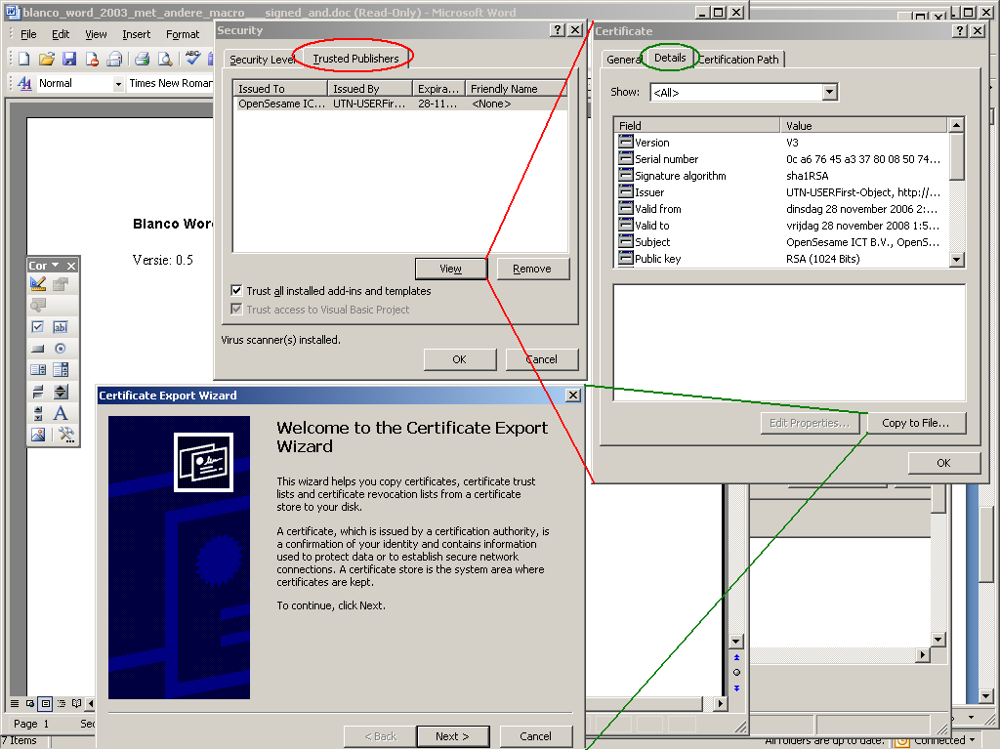 blanco_word_2003_met_andere_macro signed_and.doc (Read-Only) - Microsoft Word
File Edit View Insert Format
Normal Times New Roman
Blanco Word
Versie: 0.5
Cor
Page 1 Sec
7 Items
Security
Security Level Trusted Publishers
Issued To Issued By Expira... Friendly Name
OpenSesame IC... UTN-USERFir... 28-11... <None>
View Remove
Trust all installed add-ins and templates
Trust access to Visual Basic Project
Virus scanner(s) installed.
OK Cancel
Certificate
General Details Certification Path
Show: <All>
Field Value
Version V3
Serial number 0c a6 76 45 a3 37 80 08 50 74...
Signature algorithm sha1RSA
Issuer UTN-USERFirst-Object, http://...
Valid from dinsdag 28 november 2006 2:...
Valid to vrijdag 28 november 2008 1:5...
Subject OpenSesame ICT B.V., OpenS...
Public key RSA (1024 Bits)
Edit Properties... Copy to File...
OK
Certificate Export Wizard
Welcome to the Certificate Export
Wizard
This wizard helps you copy certificates, certificate trust
lists and certificate revocation lists from a certificate
store to your disk.
A certificate, which is issued by a certification authority, is
a confirmation of your identity and contains information
used to protect data or to establish secure network
connections. A certificate store is the system area where
certificates are kept.
To continue, click Next.
< Back Next > Cancel
All folders are up to date. Connected